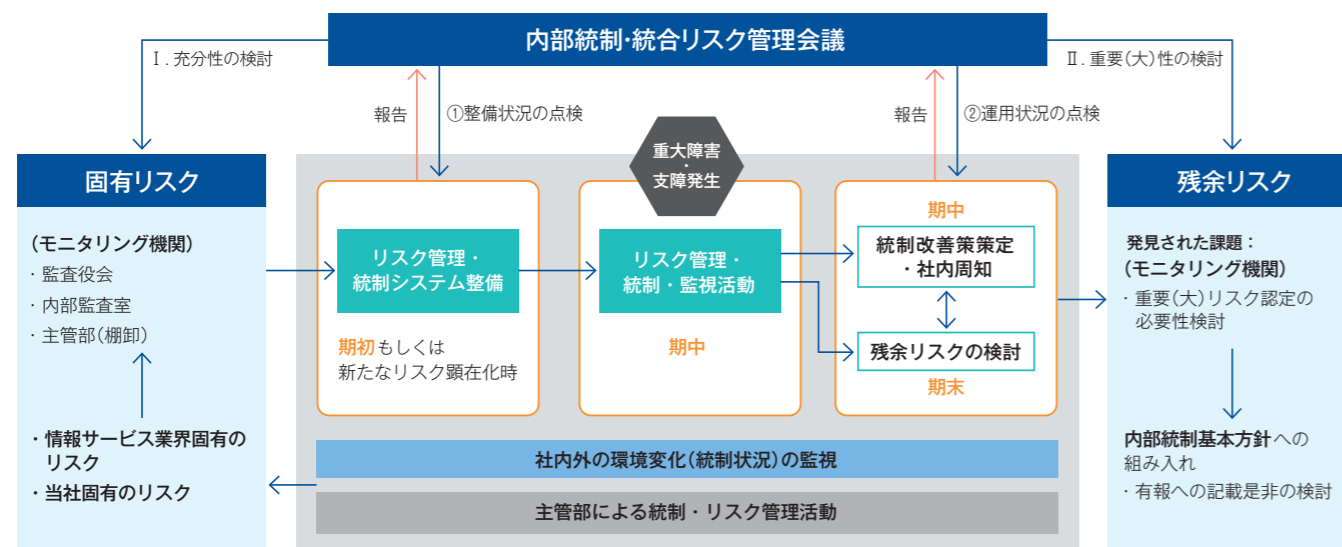 内部統制・統合リスク管理会議
Ⅰ. 充分性の検討
Ⅱ. 重要(大)性の検討
報告
①整備状況の点検
報告
②運用状況の点検
固有リスク
(モニタリング機関)
・監査役会
・内部監査室
・主管部(棚卸)
・情報サービス業界固有の
リスク
・当社固有のリスク
リスク管理・
統制システム整備
期初もしくは
新たなリスク顕在化時
重大障害
・
支障発生
リスク管理・
統制・監視活動
期中
期中
統制改善策策定
・社内周知
残余リスクの検討
期末
社内外の環境変化(統制状況)の監視
主管部による統制・リスク管理活動
残余リスク
発見された課題:
(モニタリング機関)
・重要(大)リスク認定の
必要性検討
内部統制基本方針への
組み入れ
・有報への記載是非の検討